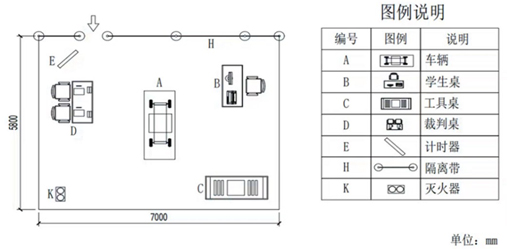 图例说明
编号 图例 说明
A 车辆
B 学生桌
C 工具桌
D 裁判桌
E 计时器
H 隔离带
K 灭火器
单位：mm
H
E
A
B
D
C
K
5800
7000